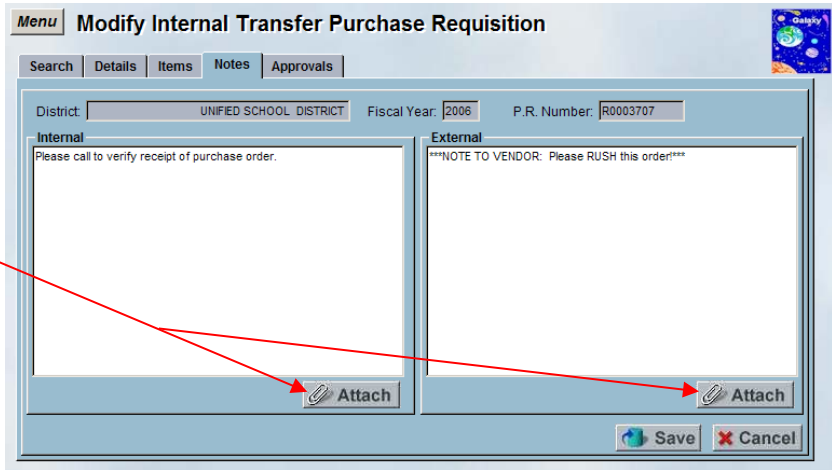 Menu Modify Internal Transfer Purchase Requisition
Galaxy
Search Details Items Notes Approvals
District: UNIFIED SCHOOL DISTRICT Fiscal Year: 2006 P.R. Number: R0003707
Internal External
Please call to verify receipt of purchase order. ***NOTE TO VENDOR: Please RUSH this order!***
Attach Attach
Save Cancel